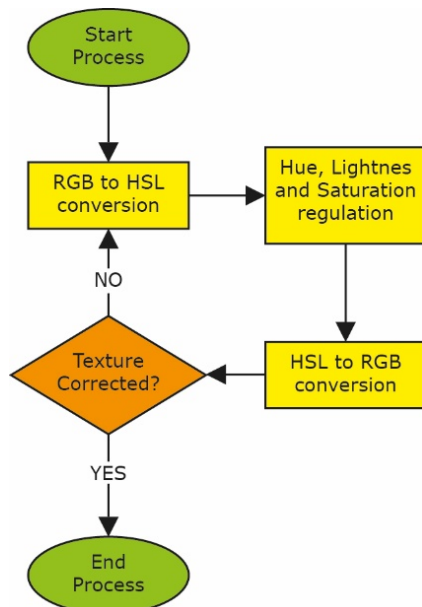 Start
Process
RGB to HSL
conversion
Hue, Lightnes
and Saturation
regulation
HSL to RGB
conversion
Texture
Corrected?
NO
YES
End
Process